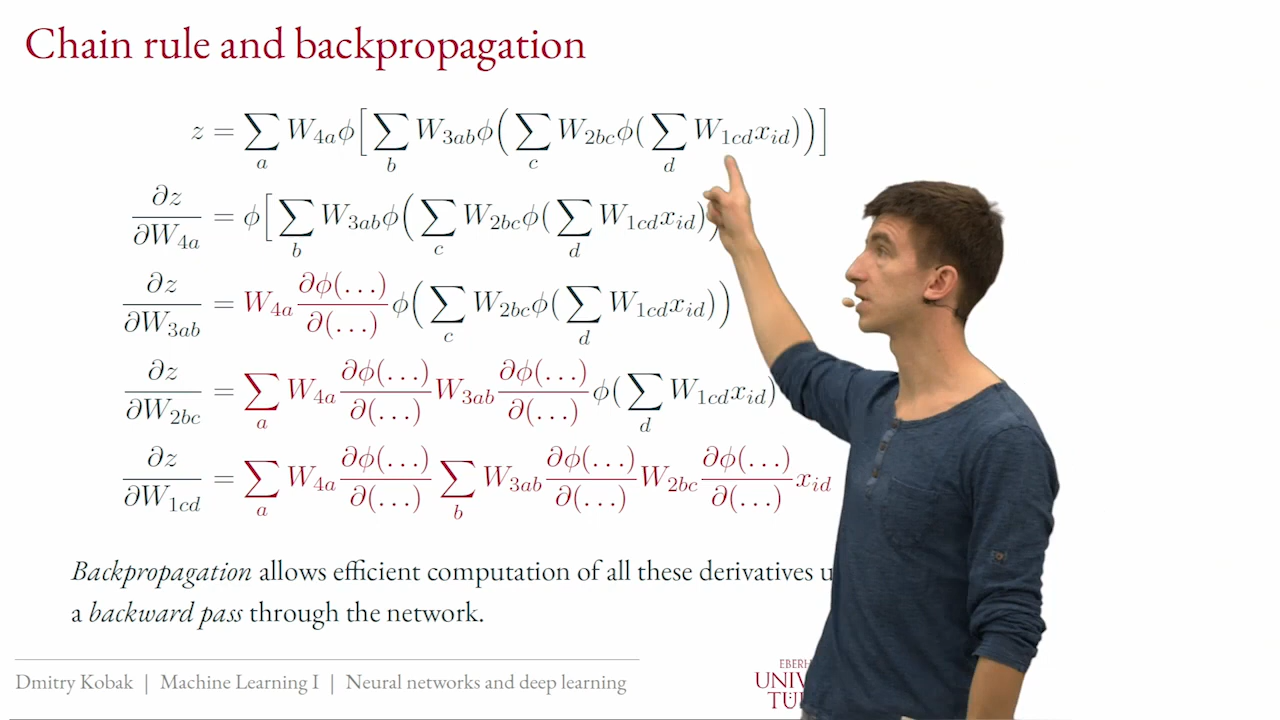 Chain rule and backpropagation
z = ∑_a W_{4a}ϕ[∑_b W_{3ab}ϕ(∑_c W_{2bc}ϕ(∑_d W_{1cd}x_{id}))]
∂z/∂W_{4a} = ϕ[∑_b W_{3ab}ϕ(∑_c W_{2bc}ϕ(∑_d W_{1cd}x_{id})
∂z/∂W_{3ab} = W_{4a} ∂ϕ(...)/∂(...) ϕ(∑_c W_{2bc}ϕ(∑_d W_{1cd}x_{id}))
∂z/∂W_{2bc} = ∑_a W_{4a} ∂ϕ(...)/∂(...) W_{3ab} ∂ϕ(...)/∂(...) ϕ(∑_d W_{1cd}x_{id})
∂z/∂W_{1cd} = ∑_a W_{4a} ∂ϕ(...)/∂(...) ∑_b W_{3ab} ∂ϕ(...)/∂(...) W_{2bc} ∂ϕ(...)/∂(...) x_{id}
Backpropagation allows efficient computation of all these derivatives
a backward pass through the network.
Dmitry Kobak | Machine Learning I | Neural networks and deep learning